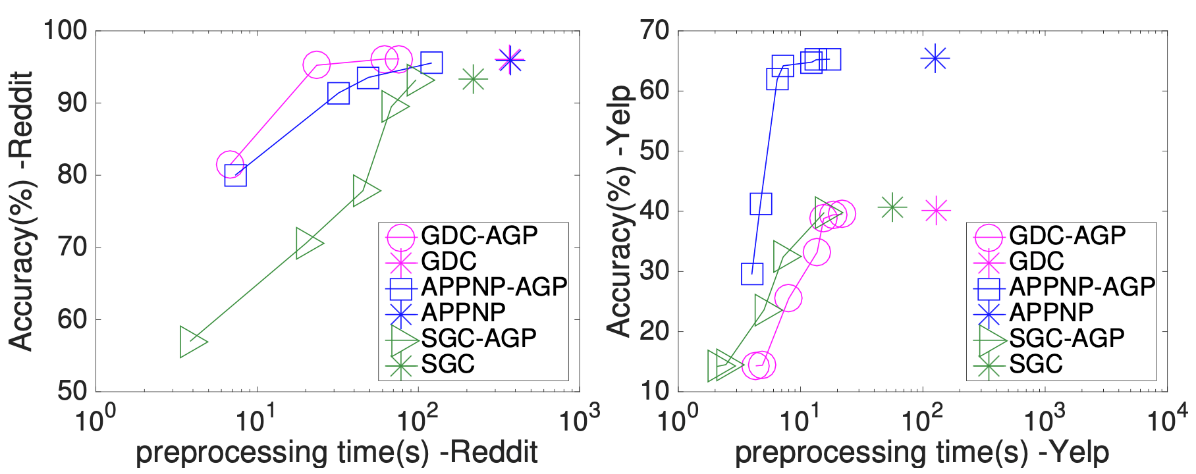 Accuracy(%) -Reddit
100
90
80
70
60
50
GDC-AGP
GDC
APPNP-AGP
APPNP
SGC-AGP
SGC
10^0 10^1 10^2 10^3
preprocessing time(s) -Reddit
Accuracy(%) -Yelp
70
60
50
40
30
20
10
GDC-AGP
GDC
APPNP-AGP
APPNP
SGC-AGP
SGC
10^0 10^1 10^2 10^3 10^4
preprocessing time(s) -Yelp